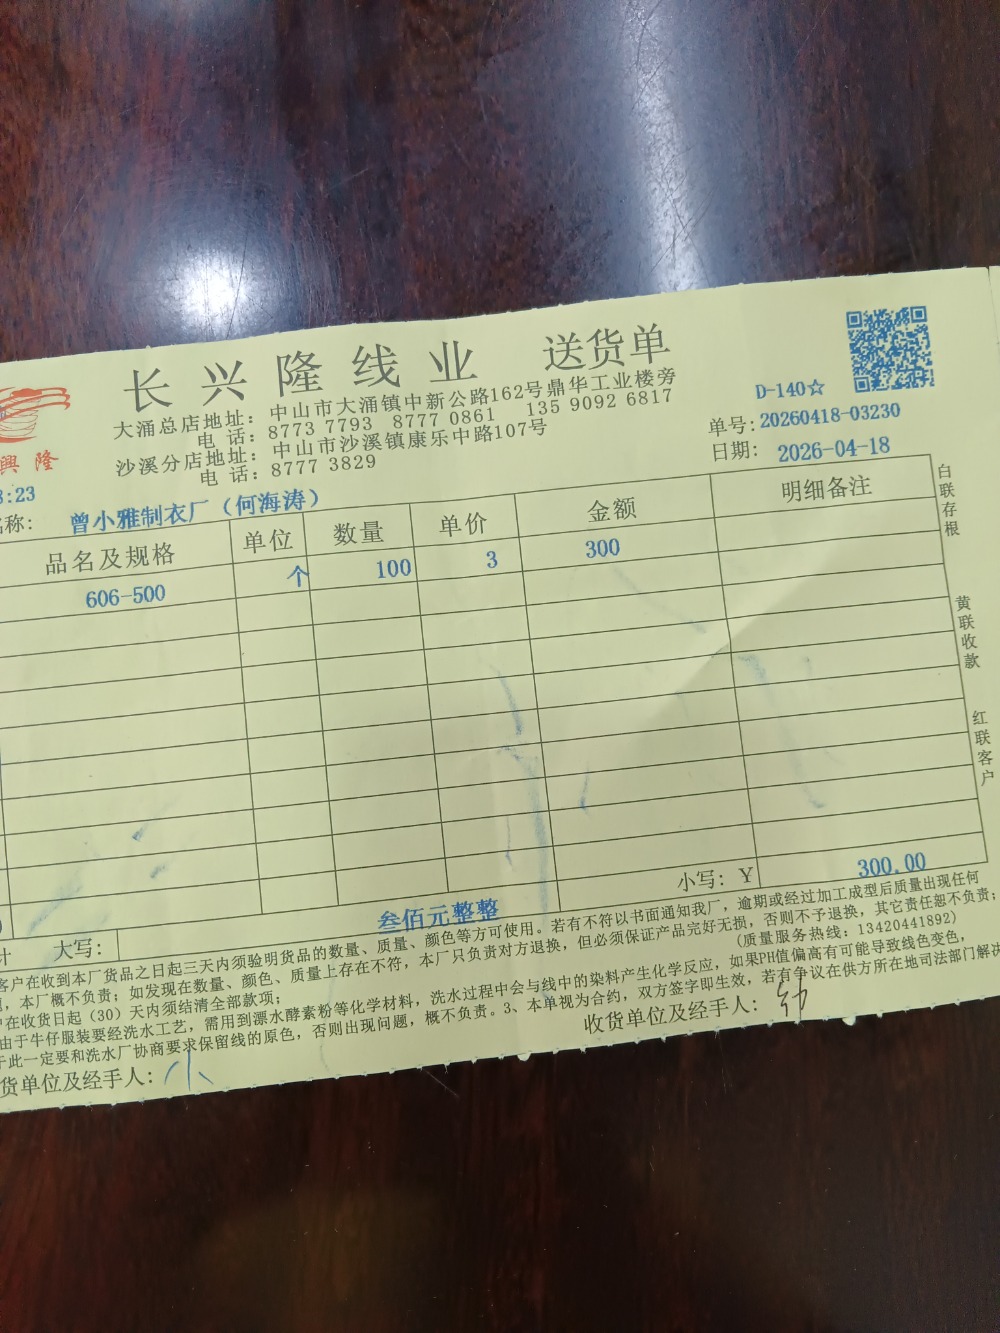 长兴隆线业 送货单
大涌总店地址: 中山市大涌镇中新公路162号鼎华工业楼旁
电 话: 8773 7793 8777 0861 135 9092 6817
沙溪分店地址: 中山市沙溪镇康乐中路107号
电 话: 8777 3829
D-140☆
单号: 20260418-03230
日期: 2026-04-18
興隆
:23
名称: 曾小雅制衣厂（何海涛）
品名及规格 单位 数量 单价 金额 明细备注
606-500 个 100 3 300
白联存根
黄联收款
红联客户
小写: Y 300.00
计 大写: 叁佰元整整
客户在收到本厂货品之日起三天内须验明货品的数量、质量、颜色等方可使用。若有不符以书面通知我厂，逾期或经过加工成型后质量出现任何
，本厂概不负责；如发现在数量、颜色、质量上存在不符，本厂只负责对方退换，但必须保证产品完好无损，否则不予退换，其它责任恕不负责；
在收货日起（30）天内须结清全部款项； (质量服务热线：13420441892)
由于牛仔服装要经洗水工艺，需用到漂水酵素粉等化学材料，洗水过程中会与线中的染料产生化学反应，如果PH值偏高有可能导致线色变色，
于此一定要和洗水厂协商要求保留线的原色，否则出现问题，概不负责。3、本单视为合约，双方签字即生效，若有争议在供方所在地司法部门解决
货单位及经手人: 小
收货单位及经手人: